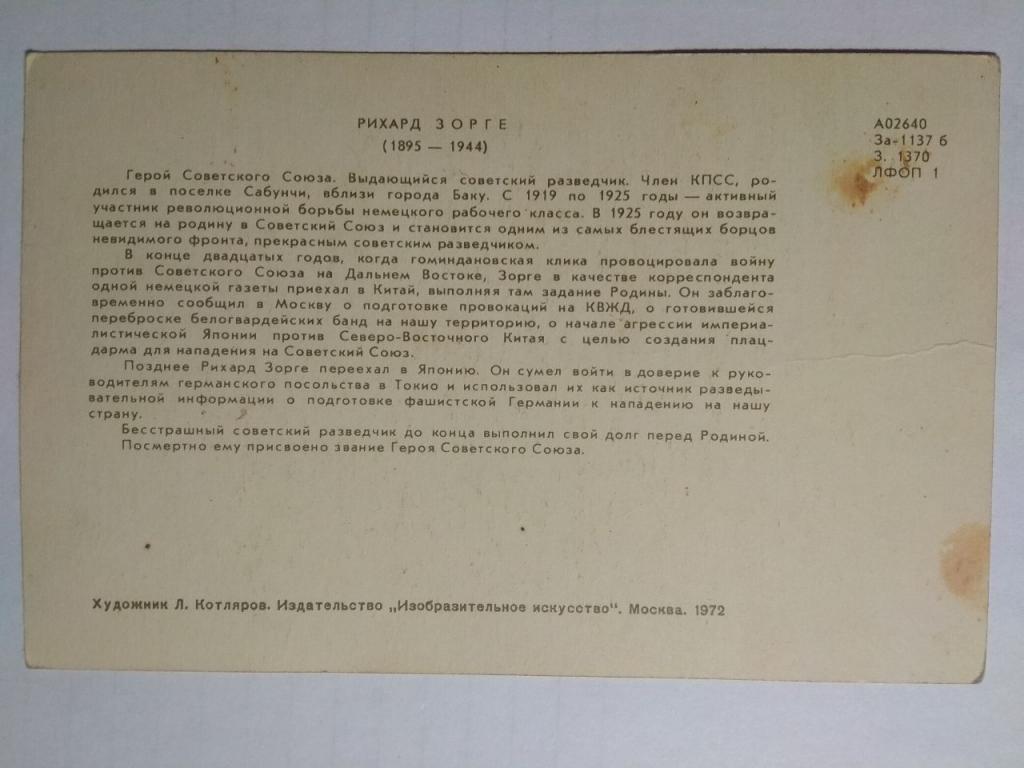 РИХАРД ЗОРГЕ
(1895 — 1944)
А02640
За-1137 б
З. 1370
ЛФОП 1
Герой Советского Союза. Выдающийся советский разведчик. Член КПСС, ро-
дился в поселке Сабунчи, вблизи города Баку. С 1919 по 1925 годы — активный
участник революционной борьбы немецкого рабочего класса. В 1925 году он возвра-
щается на родину в Советский Союз и становится одним из самых блестящих борцов
невидимого фронта, прекрасным советским разведчиком.
В конце двадцатых годов, когда гоминдановская клика провоцировала войну
против Советского Союза на Дальнем Востоке, Зорге в качестве корреспондента
одной немецкой газеты приехал в Китай, выполняя там задание Родины. Он заблаго-
временно сообщил в Москву о подготовке провокаций на КВЖД, о готовившейся
переброске белогвардейских банд на нашу территорию, о начале агрессии империа-
листической Японии против Северо-Восточного Китая с целью создания плац-
дарма для нападения на Советский Союз.
Позднее Рихард Зорге переехал в Японию. Он сумел войти в доверие к руко-
водителям германского посольства в Токио и использовал их как источник разведы-
вательной информации о подготовке фашистской Германии к нападению на нашу
страну.
Бесстрашный советский разведчик до конца выполнил свой долг перед Родиной.
Посмертно ему присвоено звание Героя Советского Союза.
Художник Л. Котляров. Издательство „Изобразительное искусство“. Москва. 1972